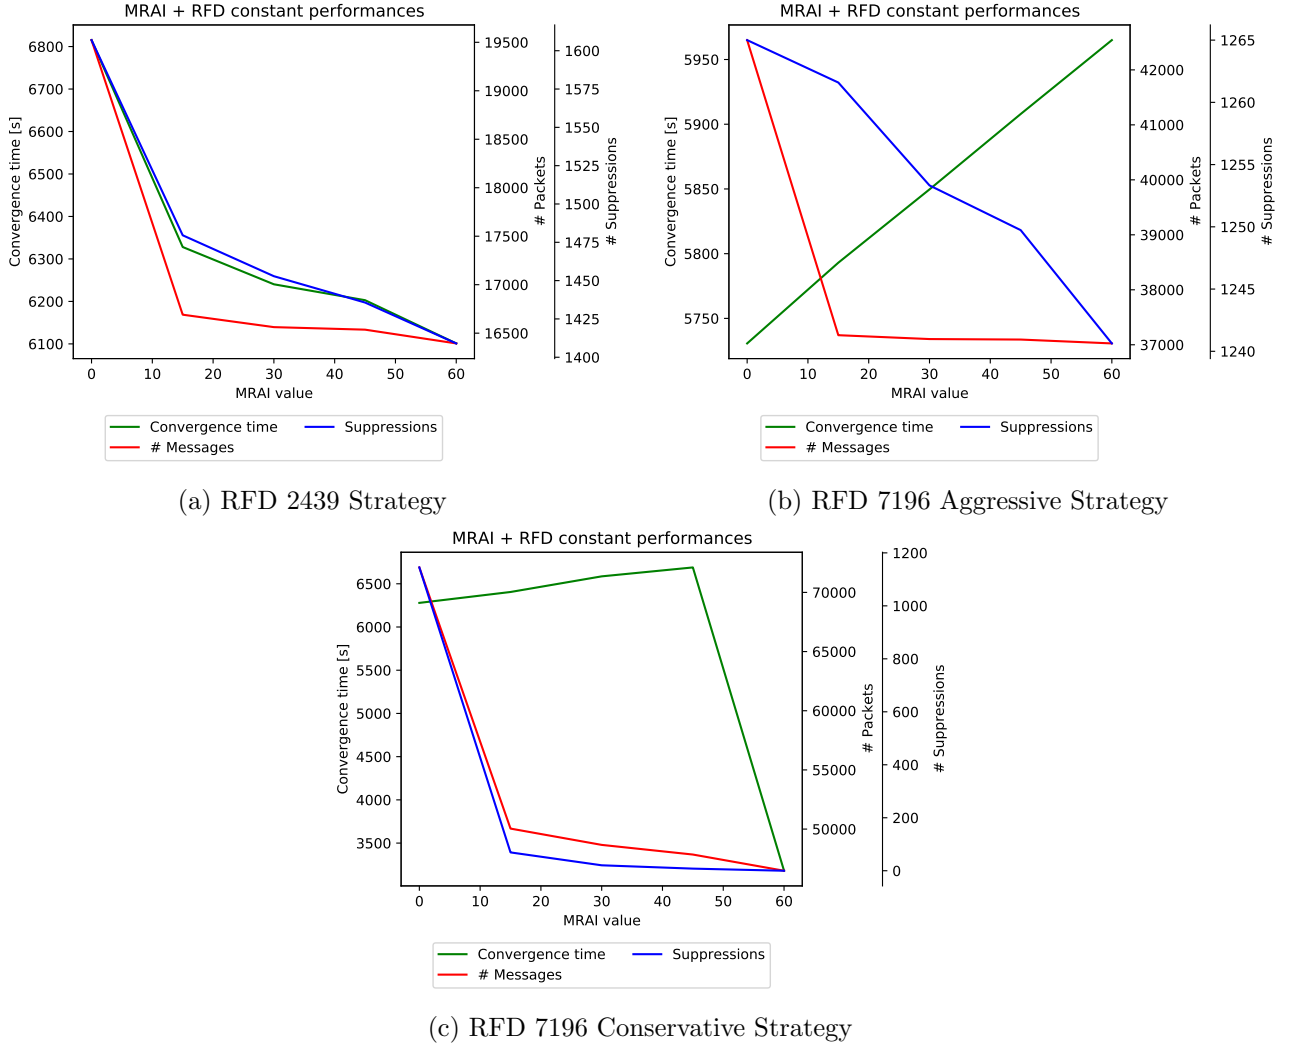 MRAI + RFD constant performances
6800
6700
6600
6500
6400
6300
6200
6100
Convergence time [s]
0 10 20 30 40 50 60
MRAI value
19500
19000
18500
18000
17500
17000
16500
# Packets
1600
1575
1550
1525
1500
1475
1450
1425
1400
# Suppressions
Convergence time
# Messages
Suppressions
(a) RFD 2439 Strategy
MRAI + RFD constant performances
5950
5900
5850
5800
5750
Convergence time [s]
0 10 20 30 40 50 60
MRAI value
42000
41000
40000
39000
38000
37000
# Packets
1265
1260
1255
1250
1245
1240
# Suppressions
Convergence time
# Messages
Suppressions
(b) RFD 7196 Aggressive Strategy
MRAI + RFD constant performances
6500
6000
5500
5000
4500
4000
3500
Convergence time [s]
0 10 20 30 40 50 60
MRAI value
70000
65000
60000
55000
50000
# Packets
1200
1000
800
600
400
200
0
# Suppressions
Convergence time
# Messages
Suppressions
(c) RFD 7196 Conservative Strategy